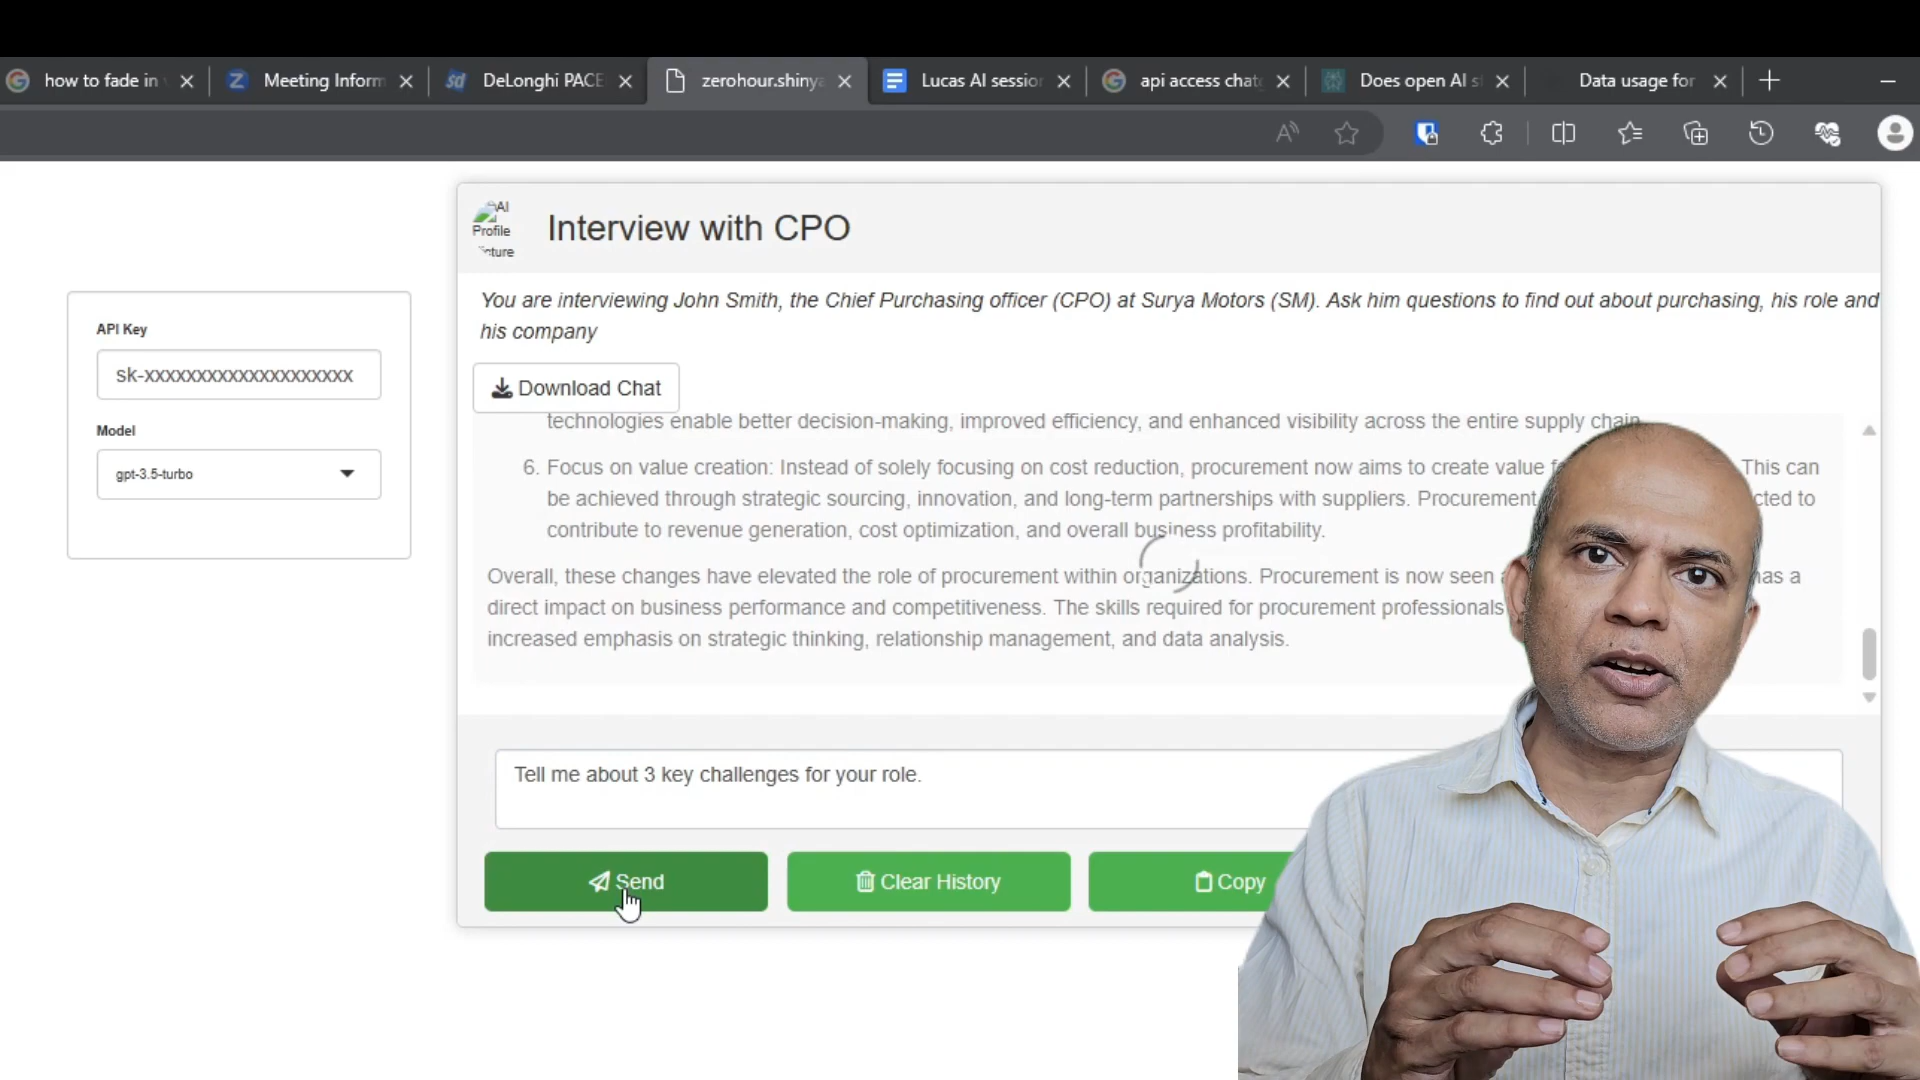 how to fade in
Meeting Inform
DeLonghi PACE
zerohour.shinya
Lucas AI session
api access chatg
Does open AI s
Data usage for
AI
Profile
Interview with CPO
You are interviewing John Smith, the Chief Purchasing officer (CPO) at Surya Motors (SM). Ask him questions to find out about purchasing, his role and
his company
API Key
sk-xxxxxxxxxxxxxxxxxxxx
Model
gpt-3.5-turbo
Download Chat
technologies enable better decision-making, improved efficiency, and enhanced visibility across the entire supply chain
6. Focus on value creation: Instead of solely focusing on cost reduction, procurement now aims to create value This can
be achieved through strategic sourcing, innovation, and long-term partnerships with suppliers. Procurement cted to
contribute to revenue generation, cost optimization, and overall business profitability.
Overall, these changes have elevated the role of procurement within organizations. Procurement is now seen has a
direct impact on business performance and competitiveness. The skills required for procurement professionals
increased emphasis on strategic thinking, relationship management, and data analysis.
Tell me about 3 key challenges for your role.
Send
Clear History
Copy